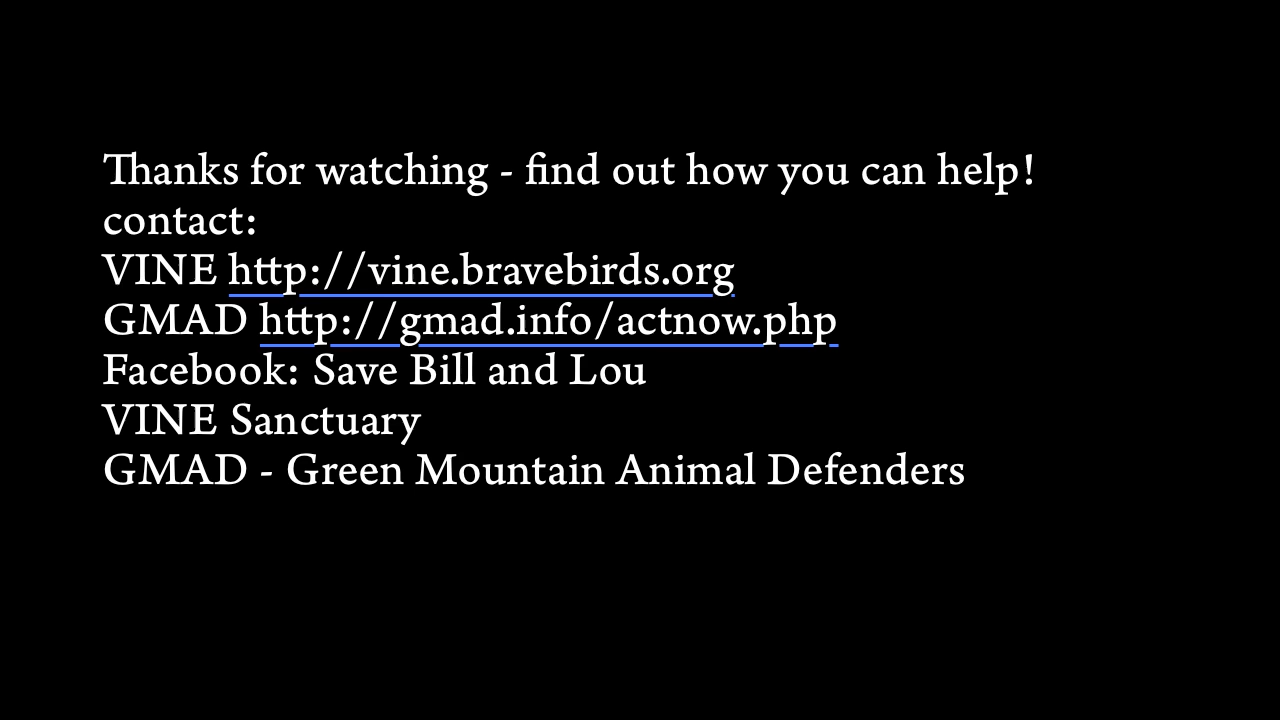 Thanks for watching - find out how you can help!
contact:
VINE http://vine.bravebirds.org
GMAD http://gmad.info/actnow.php
Facebook: Save Bill and Lou
VINE Sanctuary
GMAD - Green Mountain Animal Defenders